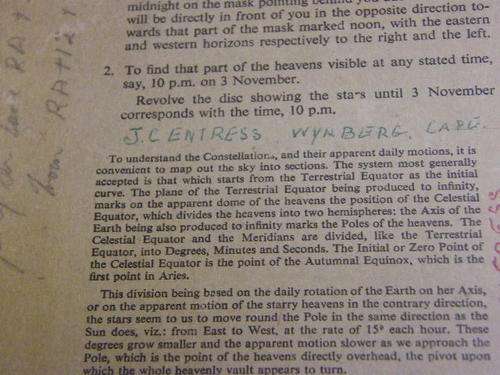 midnight on the mask pointing behind you
will be directly in front of you in the opposite direction to-
wards that part of the mask marked noon, with the eastern
and western horizons respectively to the right and the left.
2. To find that part of the heavens visible at any stated time,
say, 10 p.m. on 3 November.
Revolve the disc showing the stars until 3 November
corresponds with the time, 10 p.m.
J. CENTRESS WYNBERG, CAPE.
To understand the Constellations, and their apparent daily motions, it is
convenient to map out the sky into sections. The system most generally
accepted is that which starts from the Terrestrial Equator as the initial
curve. The plane of the Terrestrial Equator being produced to infinity,
marks on the apparent dome of the heavens the position of the Celestial
Equator, which divides the heavens into two hemispheres; the Axis of the
Earth being also produced to infinity marks the Poles of the heavens. The
Celestial Equator and the Meridians are divided, like the Terrestrial
Equator, into Degrees, Minutes and Seconds. The Initial or Zero Point of
the Celestial Equator is the point of the Autumnal Equinox, which is the
first point in Aries.
This division being based on the daily rotation of the Earth on her Axis,
or on the apparent motion of the starry heavens in the contrary direction,
the stars seem to us to move round the Pole in the same direction as the
Sun does, viz.: from East to West, at the rate of 15° each hour. These
degrees grow smaller and the apparent motion slower as we approach the
Pole, which is the point of the heavens directly overhead, the pivot upon
which the whole heavenly vault appears to turn.